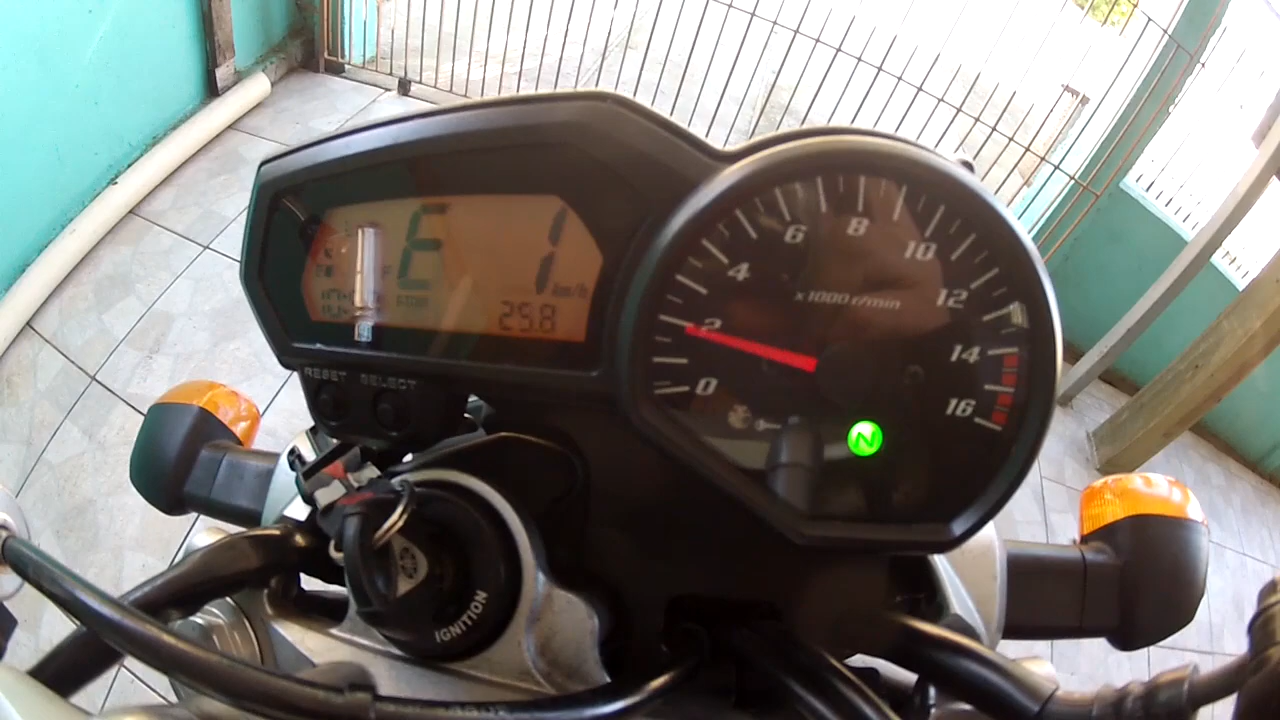 E
1
km/h
25.8
RESET SELECT
0
2
4
6
8
10
12
14
16
x1000 r/min
N
IGNITION